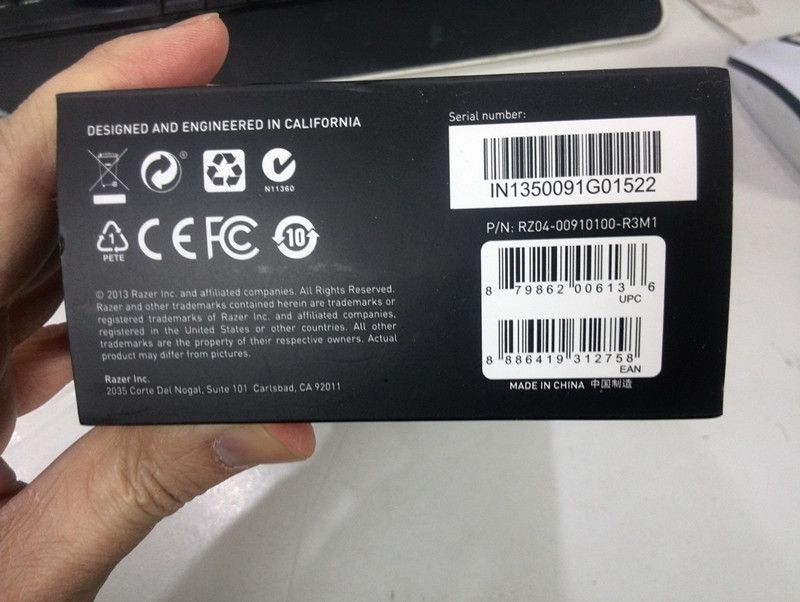 DESIGNED AND ENGINEERED IN CALIFORNIA
®
N11360
1
PETE
CE FC 10
© 2013 Razer Inc. and affiliated companies. All Rights Reserved.
Razer and other trademarks contained herein are trademarks or
registered trademarks of Razer Inc. and affiliated companies,
registered in the United States or other countries. All other
trademarks are the property of their respective owners. Actual
product may differ from pictures.
Razer Inc.
2035 Corte Del Nogal, Suite 101 Carlsbad, CA 92011
Serial number:
IN1350091G01522
P/N: RZ04-00910100-R3M1
8 79862 00613 6
UPC
8 886419 312758
EAN
MADE IN CHINA 中国制造